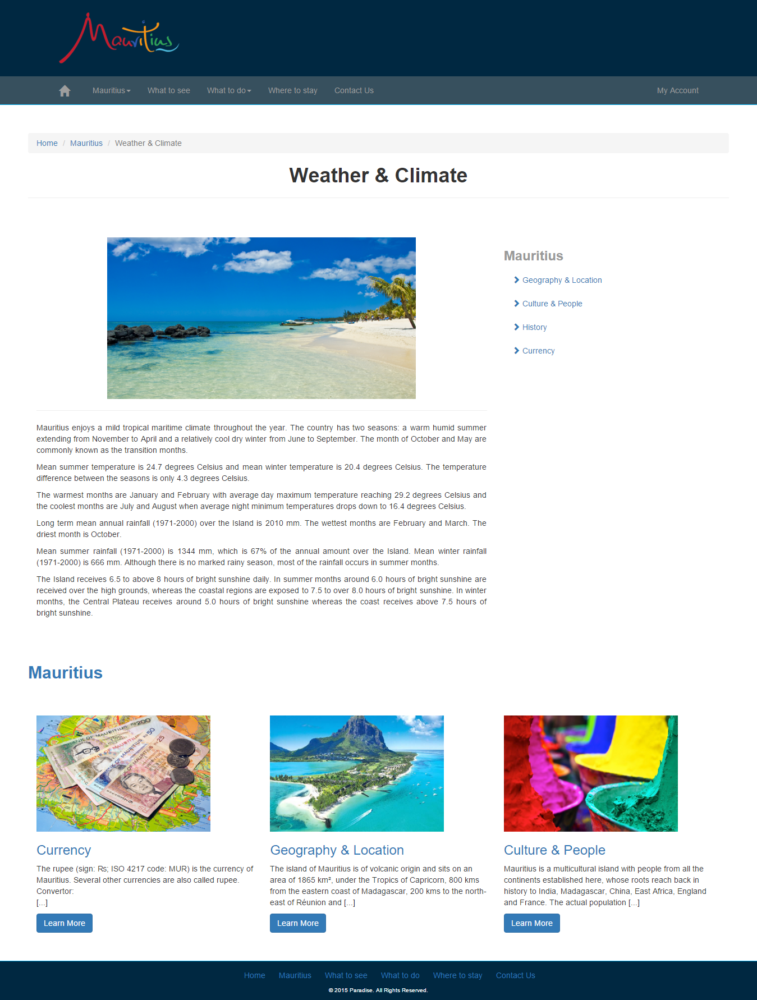 Mauritius
Mauritius What to see What to do Where to stay Contact Us My Account
Home / Mauritius / Weather & Climate
Weather & Climate
Mauritius
Geography & Location
Culture & People
History
Currency
Mauritius enjoys a mild tropical maritime climate throughout the year. The country has two seasons: a warm humid summer
extending from November to April and a relatively cool dry winter from June to September. The month of October and May are
commonly known as the transition months.
Mean summer temperature is 24.7 degrees Celsius and mean winter temperature is 20.4 degrees Celsius. The temperature
difference between the seasons is only 4.3 degrees Celsius.
The warmest months are January and February with average day maximum temperature reaching 29.2 degrees Celsius and
the coolest months are July and August when average night minimum temperatures drops down to 16.4 degrees Celsius.
Long term mean annual rainfall (1971-2000) over the Island is 2010 mm. The wettest months are February and March. The
driest month is October.
Mean summer rainfall (1971-2000) is 1344 mm, which is 67% of the annual amount over the Island. Mean winter rainfall
(1971-2000) is 666 mm. Although there is no marked rainy season, most of the rainfall occurs in summer months.
The Island receives 6.5 to above 8 hours of bright sunshine daily. In summer months around 6.0 hours of bright sunshine are
received over the high grounds, whereas the coastal regions are exposed to 7.5 to over 8.0 hours of bright sunshine. In winter
months, the Central Plateau receives around 5.0 hours of bright sunshine whereas the coast receives above 7.5 hours of
bright sunshine.
Mauritius
BANK OF MAURITIUS Rs200
Rs50
BANK OF MAURITIUS Rs25
Currency
The rupee (sign: Rs; ISO 4217 code: MUR) is the currency of
Mauritius. Several other currencies are also called rupee.
Convertor:
[...]
Learn More
Geography & Location
The island of Mauritius is of volcanic origin and sits on an
area of 1865 km², under the Tropics of Capricorn, 800 kms
from the eastern coast of Madagascar, 200 kms to the north-
east of Réunion and [...]
Learn More
Culture & People
Mauritius is a multicultural island with people from all the
continents established here, whose roots reach back in
history to India, Madagascar, China, East Africa, England
and France. The actual population [...]
Learn More
Home Mauritius What to see What to do Where to stay Contact Us
© 2015 Paradise. All Rights Reserved.